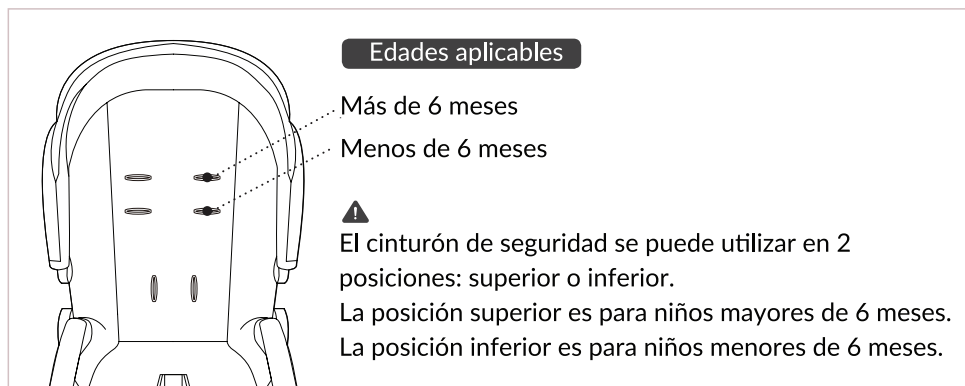 Edades aplicables
Más de 6 meses
Menos de 6 meses
El cinturón de seguridad se puede utilizar en 2
posiciones: superior o inferior.
La posición superior es para niños mayores de 6 meses.
La posición inferior es para niños menores de 6 meses.